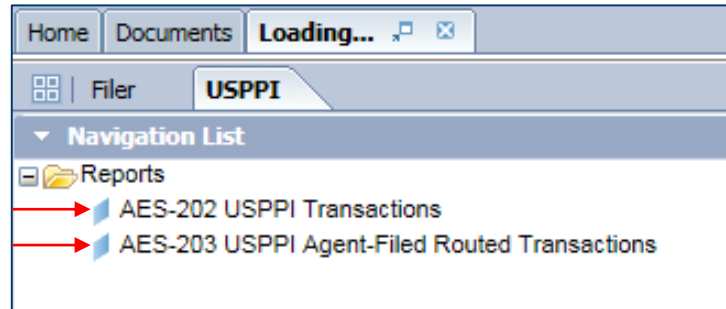 Home Documents Loading...
Filer USPPI
Navigation List
Reports
AES-202 USPPI Transactions
AES-203 USPPI Agent-Filed Routed Transactions